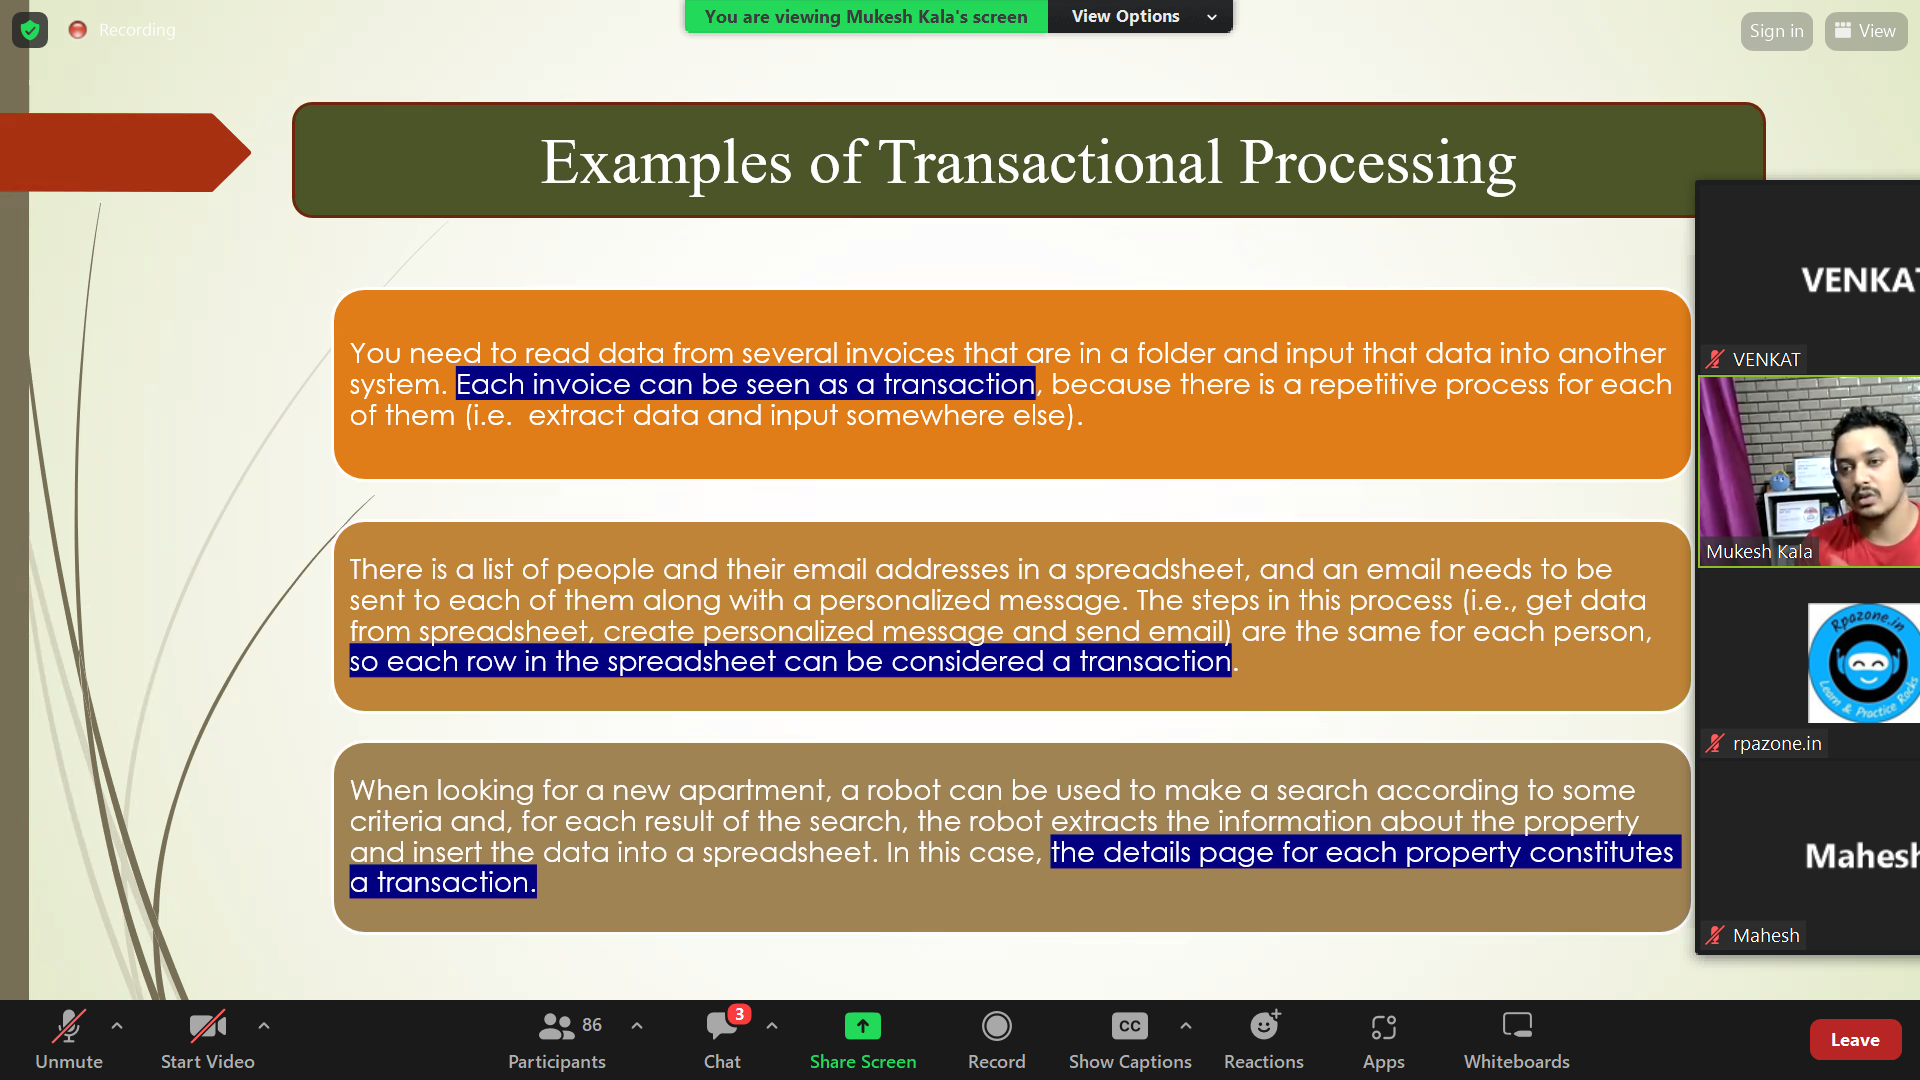 You are viewing Mukesh Kala's screen
View Options
Recording
Sign in
View
Examples of Transactional Processing
You need to read data from several invoices that are in a folder and input that data into another
system. Each invoice can be seen as a transaction, because there is a repetitive process for each
of them (i.e.  extract data and input somewhere else).
There is a list of people and their email addresses in a spreadsheet, and an email needs to be
sent to each of them along with a personalized message. The steps in this process (i.e., get data
from spreadsheet, create personalized message and send email) are the same for each person,
so each row in the spreadsheet can be considered a transaction.
When looking for a new apartment, a robot can be used to make a search according to some
criteria and, for each result of the search, the robot extracts the information about the property
and insert the data into a spreadsheet. In this case, the details page for each property constitutes
a transaction.
VENKAT
VENKAT
Mukesh Kala
Rpazone.in
Learn & Practice Rocks
rpazone.in
Mahesh
Mahesh
Unmute
Start Video
86
Participants
3
Chat
Share Screen
Record
CC
Show Captions
Reactions
Apps
Whiteboards
Leave